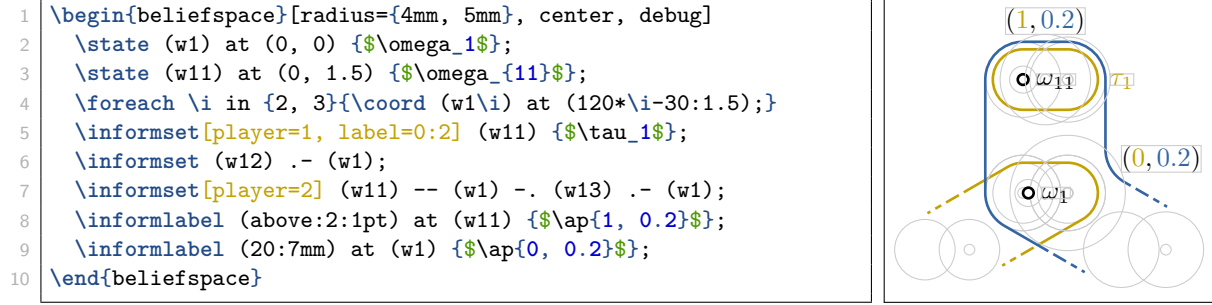 1 \begin{beliefspace}[radius={4mm, 5mm}, center, debug]
2 \state (w1) at (0, 0) {$\omega_1$};
3 \state (w11) at (0, 1.5) {$\omega_{11}$};
4 \foreach \i in {2, 3}{\coord (w1\i) at (120*\i-30:1.5);}
5 \informset[player=1, label=0:2] (w11) {$\tau_1$};
6 \informset (w12) .- (w1);
7 \informset[player=2] (w11) -- (w1) -. (w13) .- (w1);
8 \informlabel (above:2:1pt) at (w11) {$\ap{1, 0.2}$};
9 \informlabel (20:7mm) at (w1) {$\ap{0, 0.2}$};
10 \end{beliefspace}
(1, 0.2)
ω₁₁ τ₁
(0, 0.2)
ω₁